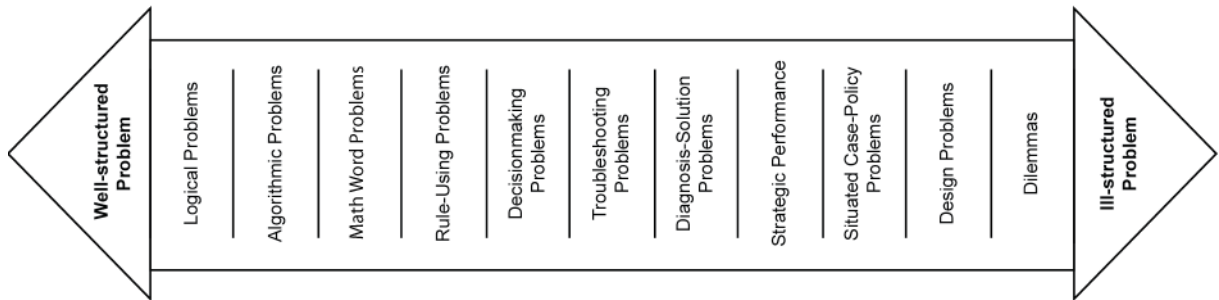 Well-structured
Problem
Logical Problems
Algorithmic Problems
Math Word Problems
Rule-Using Problems
Decisionmaking
Problems
Troubleshooting
Problems
Diagnosis-Solution
Problems
Strategic Performance
Situated Case-Policy
Problems
Design Problems
Dilemmas
Ill-structured
Problem